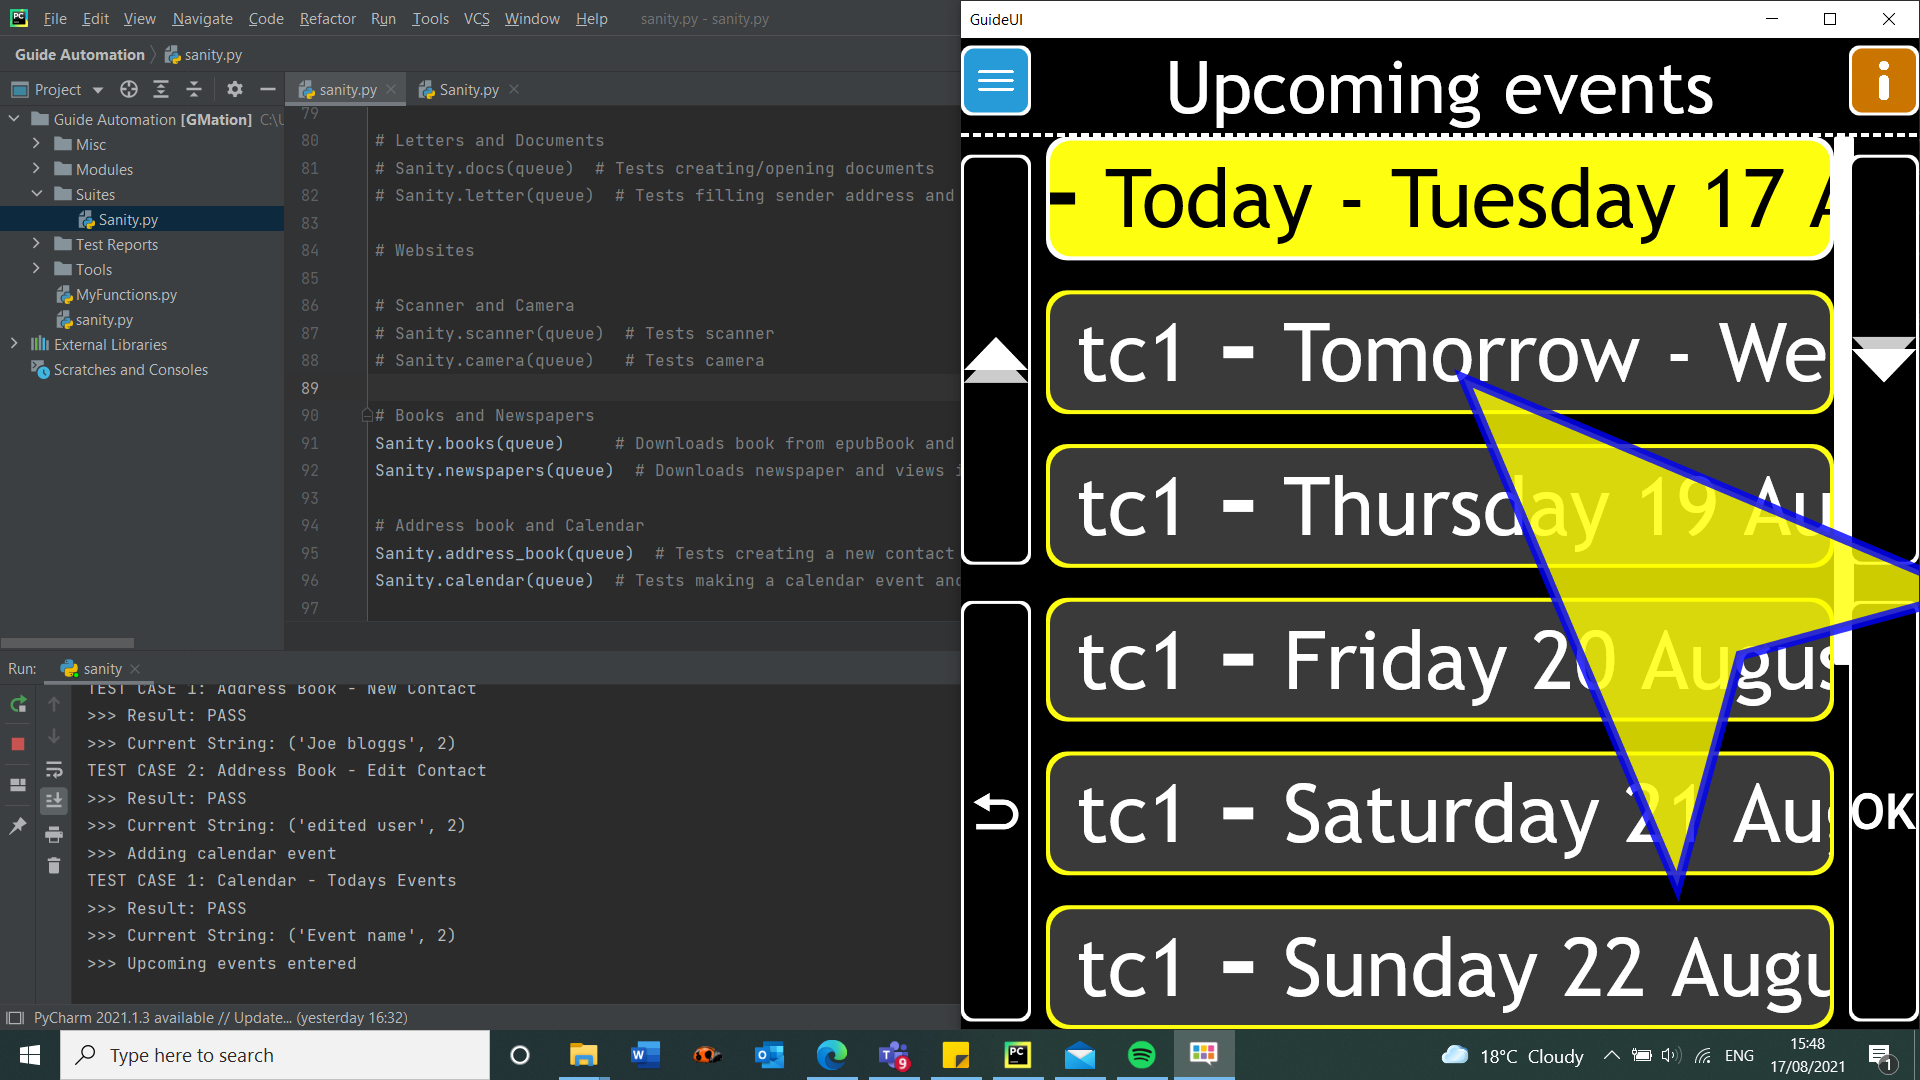 File Edit View Navigate Code Refactor Run Tools VCS Window Help sanity.py - sanity.py
Guide Automation sanity.py
Project
sanity.py
Sanity.py
Guide Automation [GMation] C:\U
Misc
Modules
Suites
Sanity.py
Test Reports
Tools
MyFunctions.py
sanity.py
External Libraries
Scratches and Consoles
79
80 # Letters and Documents
81 # Sanity.docs(queue) # Tests creating/opening documents
82 # Sanity.letter(queue) # Tests filling sender address and
83
84 # Websites
85
86 # Scanner and Camera
87 # Sanity.scanner(queue) # Tests scanner
88 # Sanity.camera(queue) # Tests camera
89
90 # Books and Newspapers
91 Sanity.books(queue) # Downloads book from epubBook and
92 Sanity.newspapers(queue) # Downloads newspaper and views
93
94 # Address book and Calendar
95 Sanity.address_book(queue) # Tests creating a new contact
96 Sanity.calendar(queue) # Tests making a calendar event and
97
Run: sanity
TEST CASE 1: Address Book - New Contact
>>> Result: PASS
>>> Current String: ('Joe bloggs', 2)
TEST CASE 2: Address Book - Edit Contact
>>> Result: PASS
>>> Current String: ('edited user', 2)
>>> Adding calendar event
TEST CASE 1: Calendar - Todays Events
>>> Result: PASS
>>> Current String: ('Event name', 2)
>>> Upcoming events entered
PyCharm 2021.1.3 available // Update... (yesterday 16:32)
GuideUI
Upcoming events
i
- Today - Tuesday 17 A
tc1 - Tomorrow - We
tc1 - Thursday 19 Au
tc1 - Friday 20 Augus
tc1 - Saturday 21 Au
tc1 - Sunday 22 Augu
OK
Type here to search
W
PC
9
18°C Cloudy
ENG
15:48
17/08/2021
1